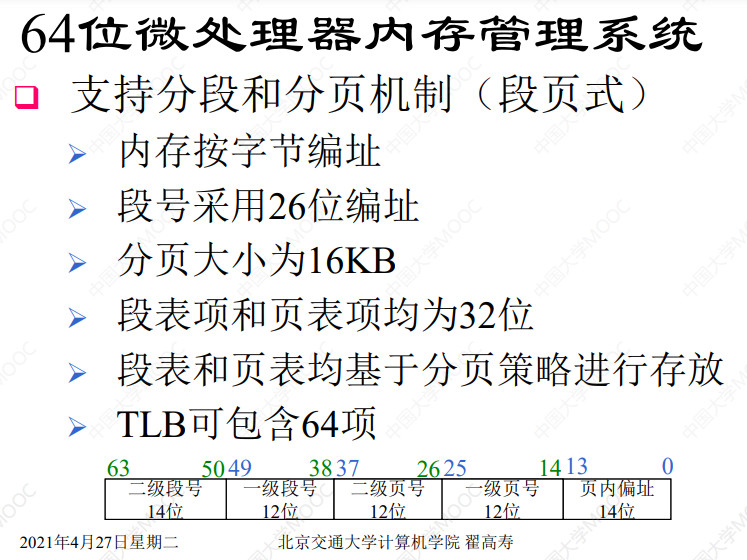 64位微处理器内存管理系统
支持分段和分页机制（段页式）
内存按字节编址
段号采用26位编址
分页大小为16KB
段表项和页表项均为32位
段表和页表均基于分页策略进行存放
TLB可包含64项
63 50 49 38 37 26 25 14 13 0
二级段号 一级段号 二级页号 一级页号 页内偏址
14位 12位 12位 12位 14位
2021年4月27日星期二 北京交通大学计算机学院 翟高寿
中国大学MOOC